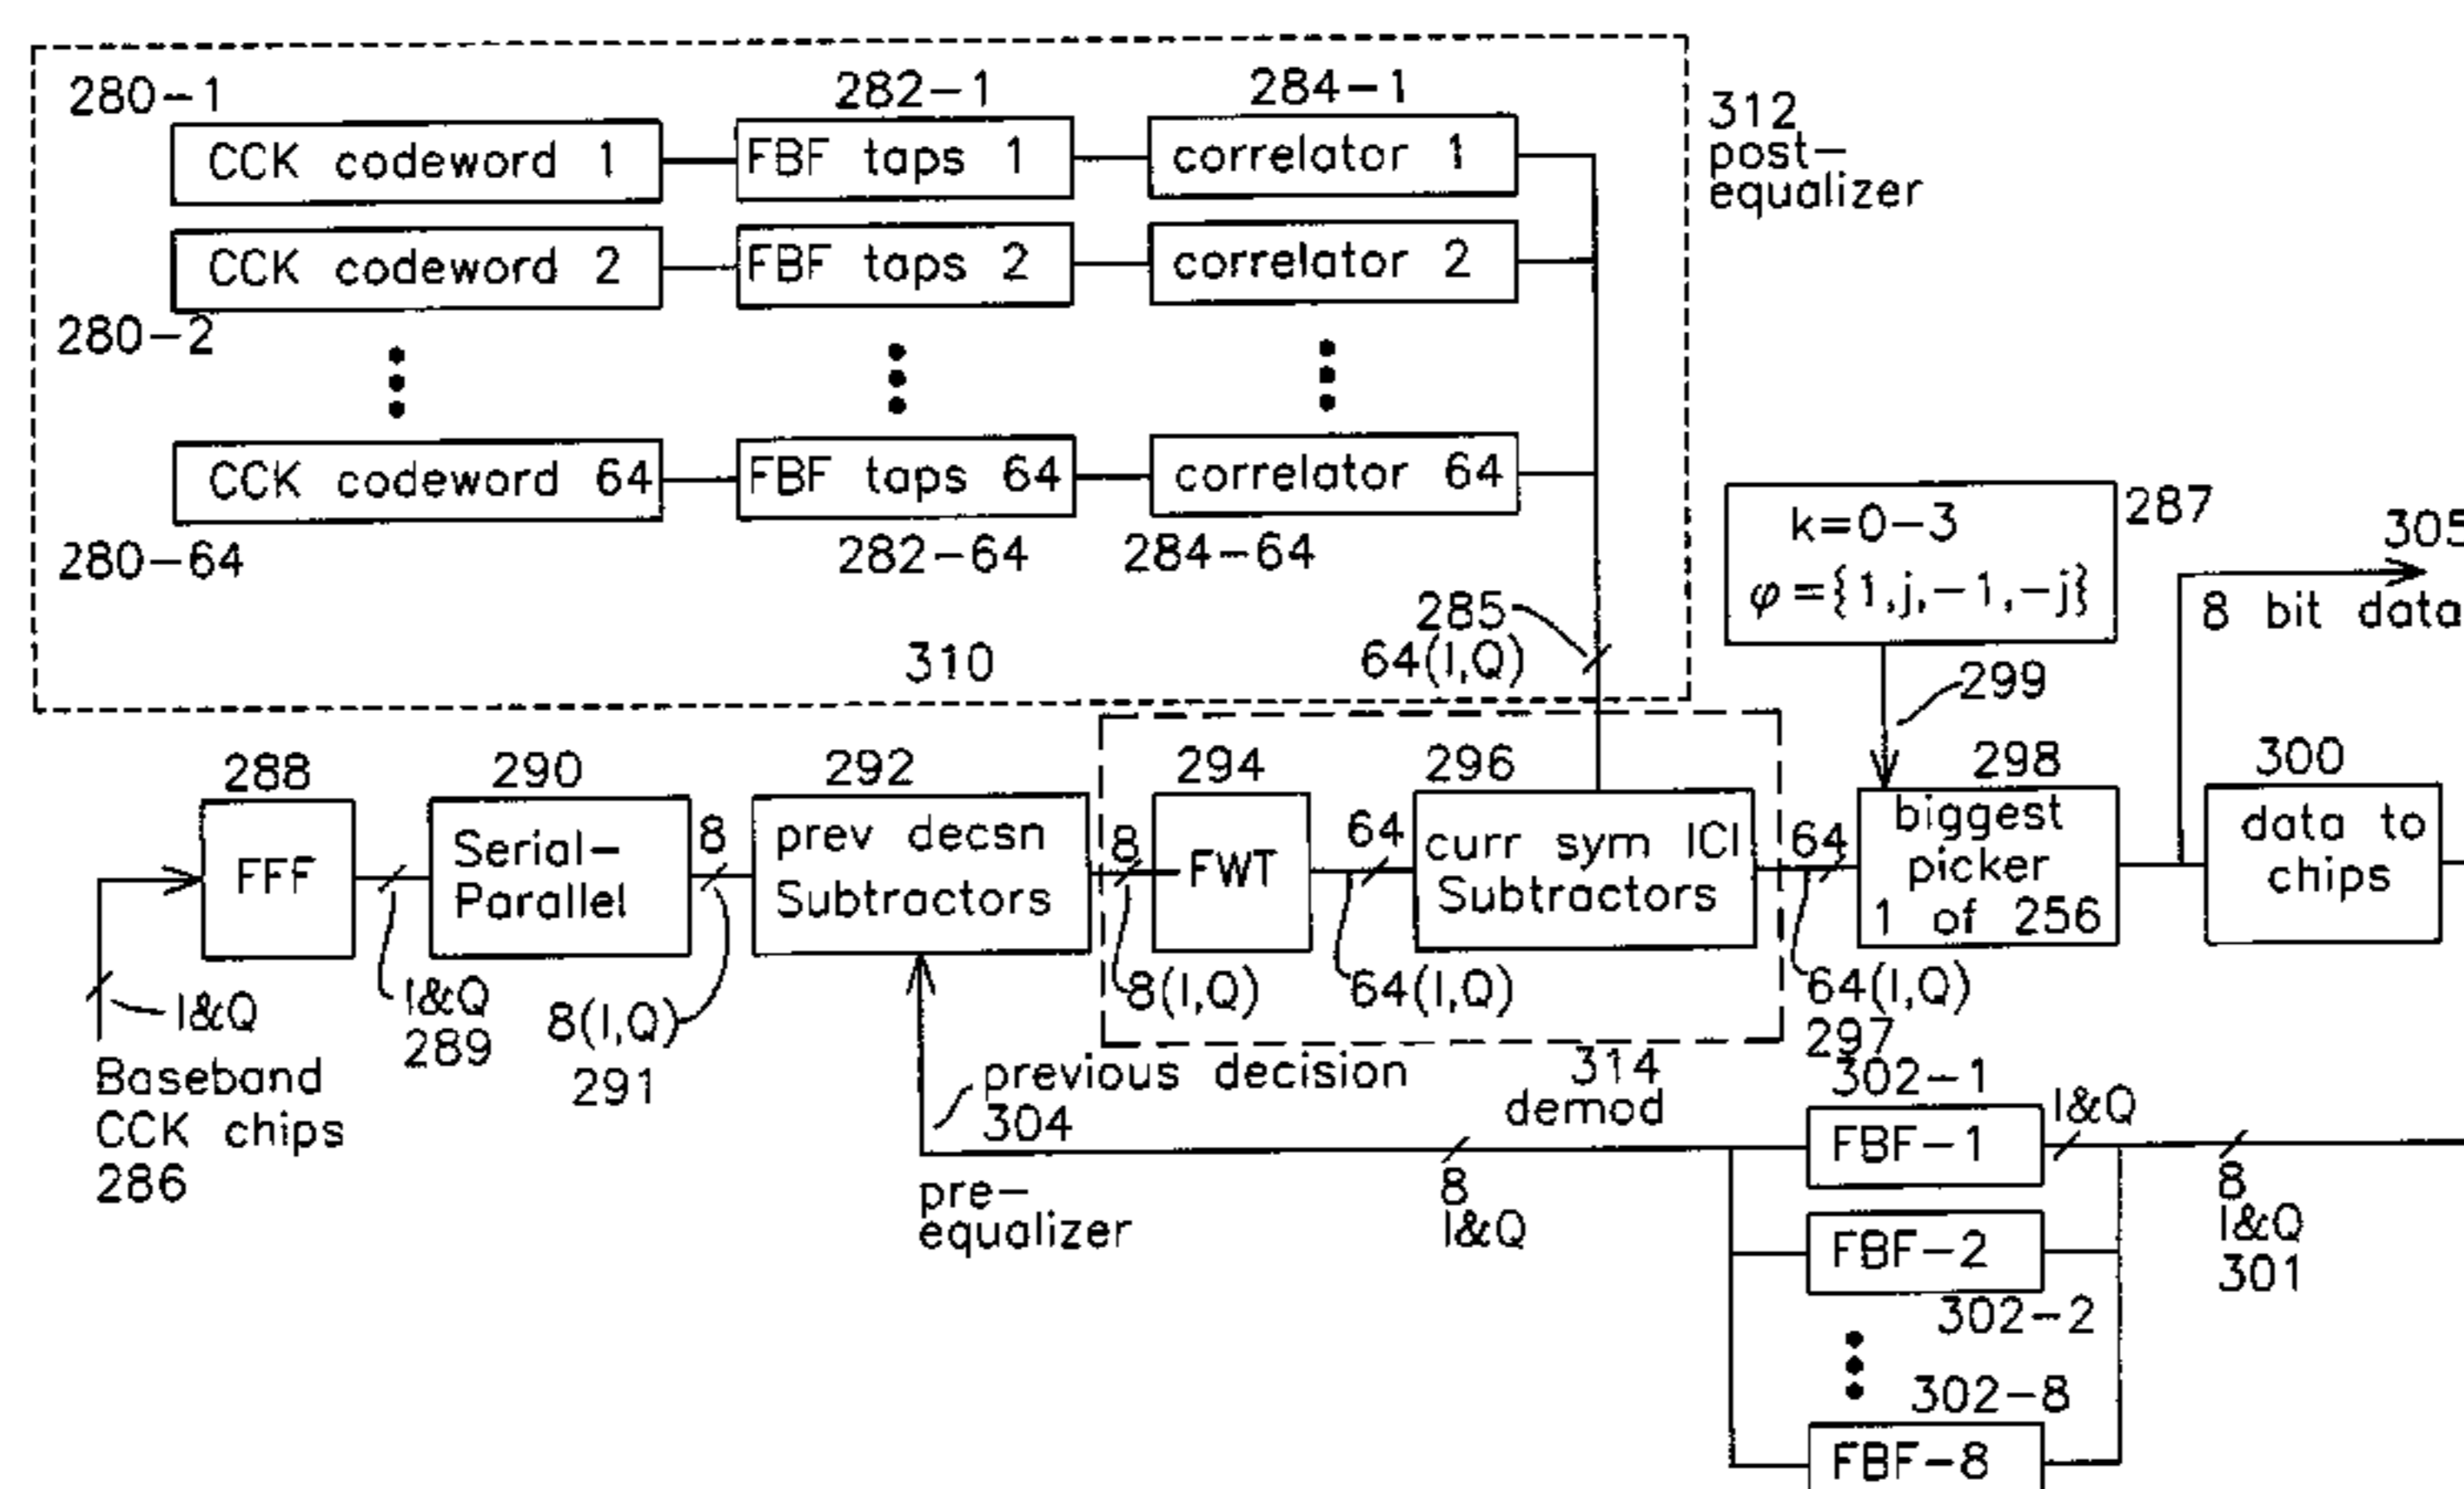 280-1
282-1
284-1
312
post-
equalizer
CCK codeword 1
FBF taps 1
correlator 1
CCK codeword 2
FBF taps 2
correlator 2
280-2
CCK codeword 64
FBF taps 64
correlator 64
280-64
282-64
284-64
k=0-3
φ={1,j,-1,-j}
287
305
8 bit data
285
64(I,Q)
310
299
288
290
292
294
296
298
300
FFF
Serial-
Parallel
8
prev decsn
Subtractors
8
FWT
64
curr sym ICI
Subtractors
64
biggest
picker
1 of 256
data to
chips
I&Q
I&Q
289
8(I,Q)
291
8(I,Q)
64(I,Q)
64(I,Q)
297
Baseband
CCK chips
286
previous decision
304
314
demod
302-1
I&Q
FBF-1
pre-
equalizer
8
I&Q
8
I&Q
301
FBF-2
302-2
302-8
FBF-8